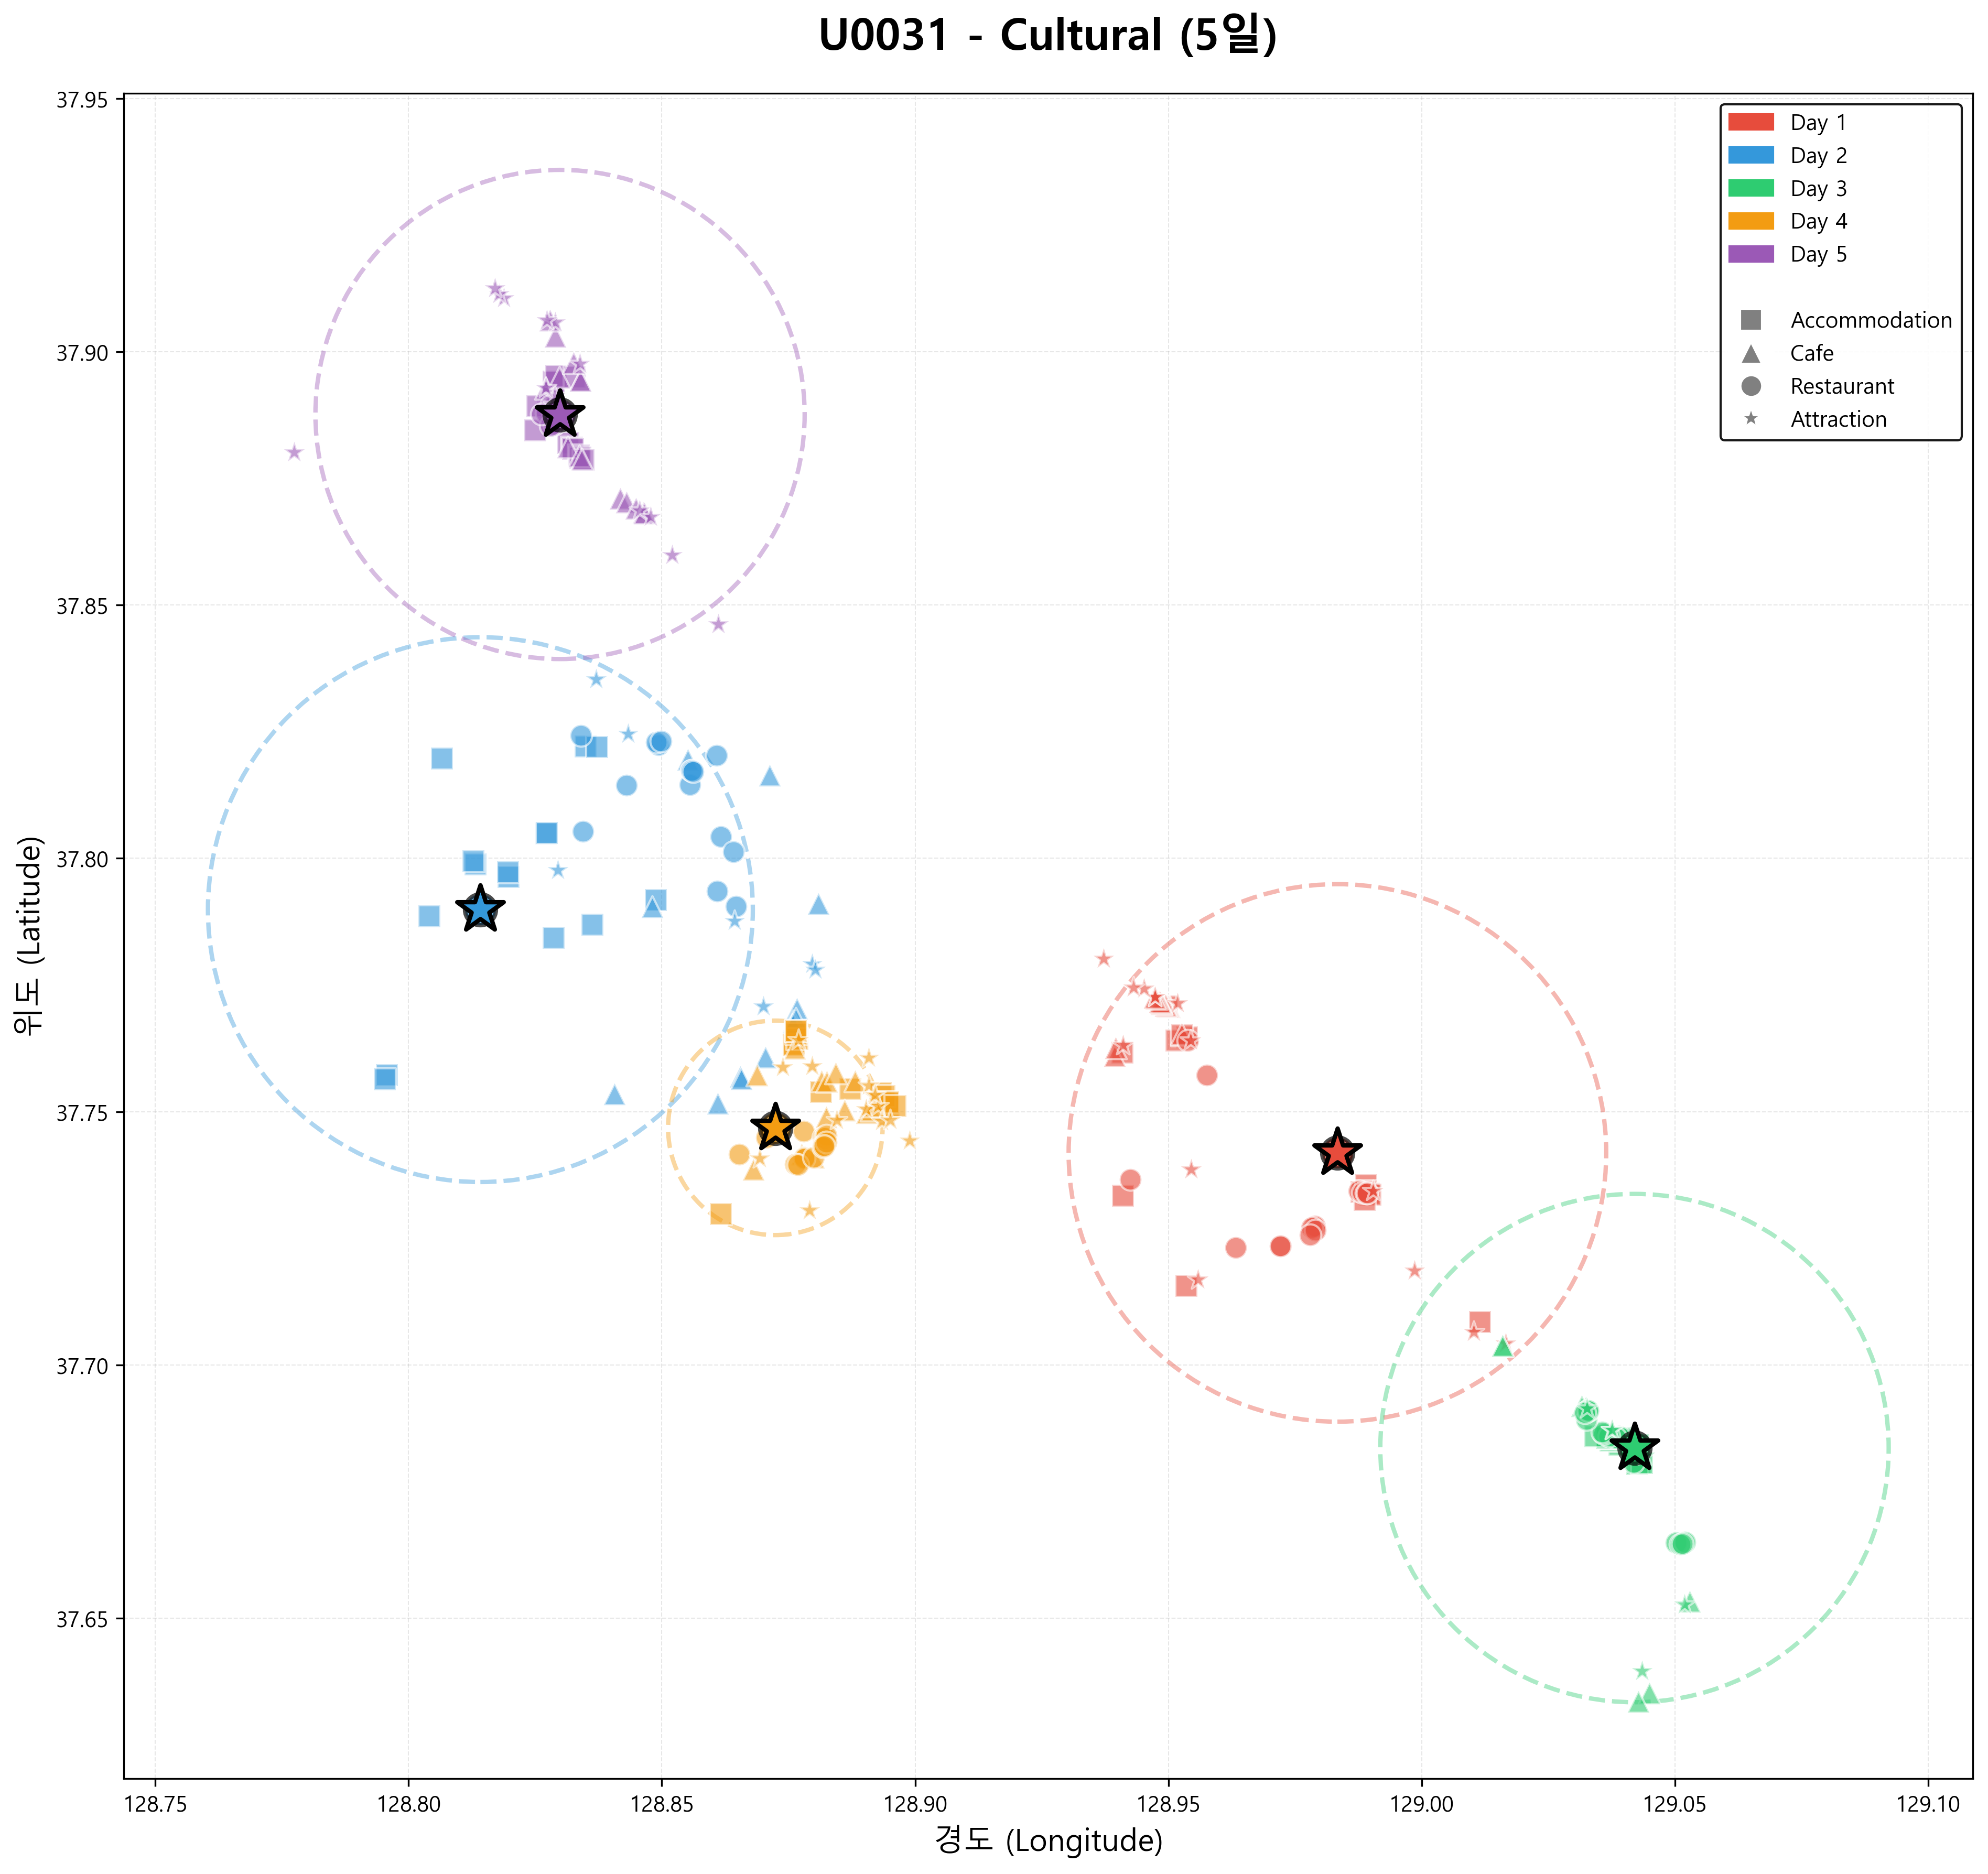 U0031 - Cultural (5일)
37.95
37.90
37.85
37.80
37.75
37.70
37.65
위도 (Latitude)
128.75
128.80
128.85
128.90
128.95
129.00
129.05
129.10
경도 (Longitude)
Day 1
Day 2
Day 3
Day 4
Day 5
Accommodation
Cafe
Restaurant
Attraction